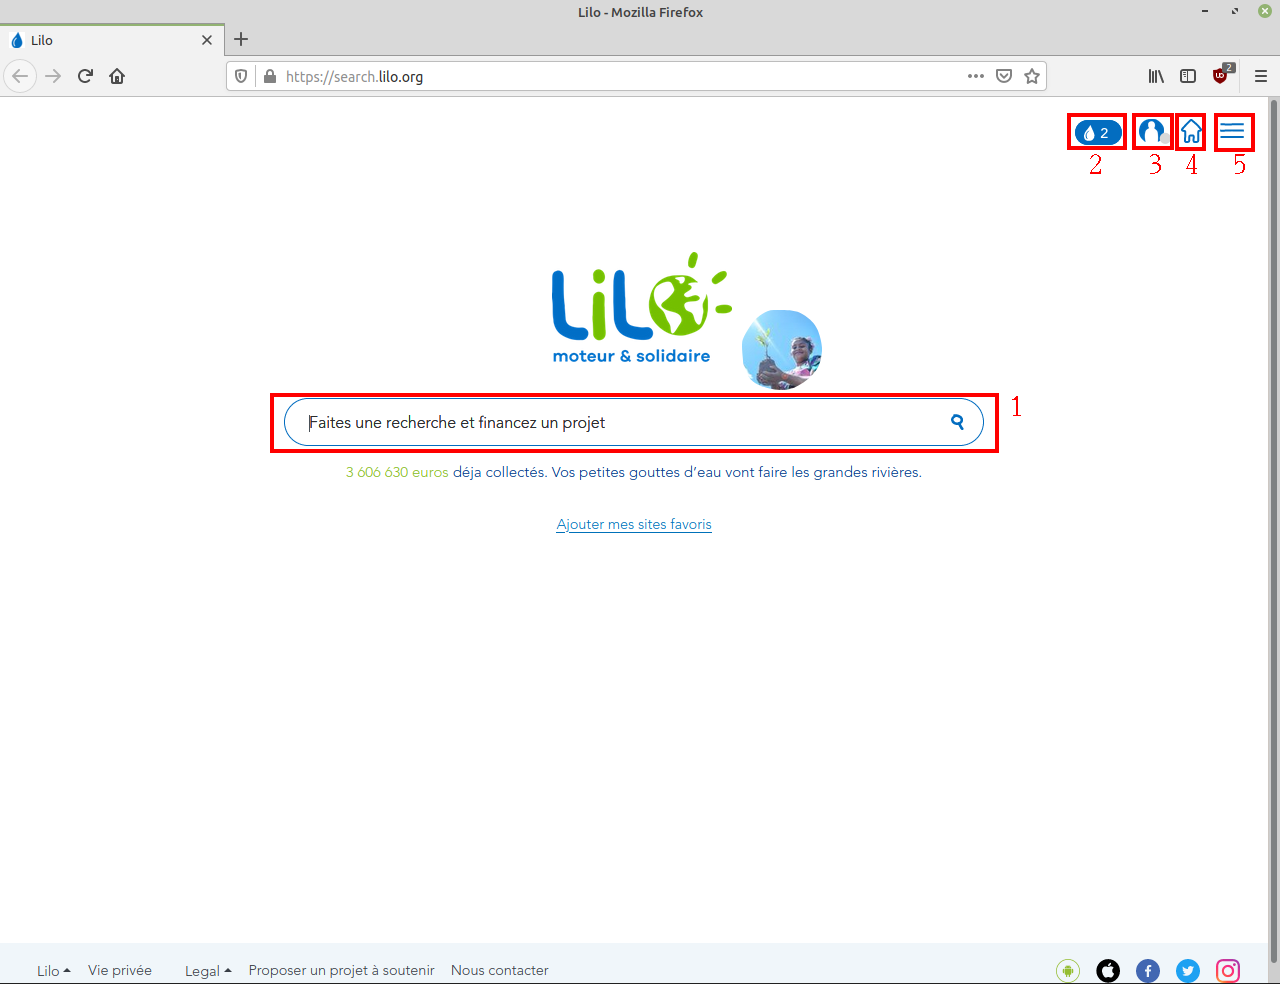 Lilo - Mozilla Firefox
Lilo
https://search.lilo.org
2
2
2 3 4 5
LiLO
moteur & solidaire
Faites une recherche et financez un projet
1
3 606 630 euros déja collectés. Vos petites gouttes d’eau vont faire les grandes rivières.
Ajouter mes sites favoris
Lilo Vie privée Legal Proposer un projet à soutenir Nous contacter